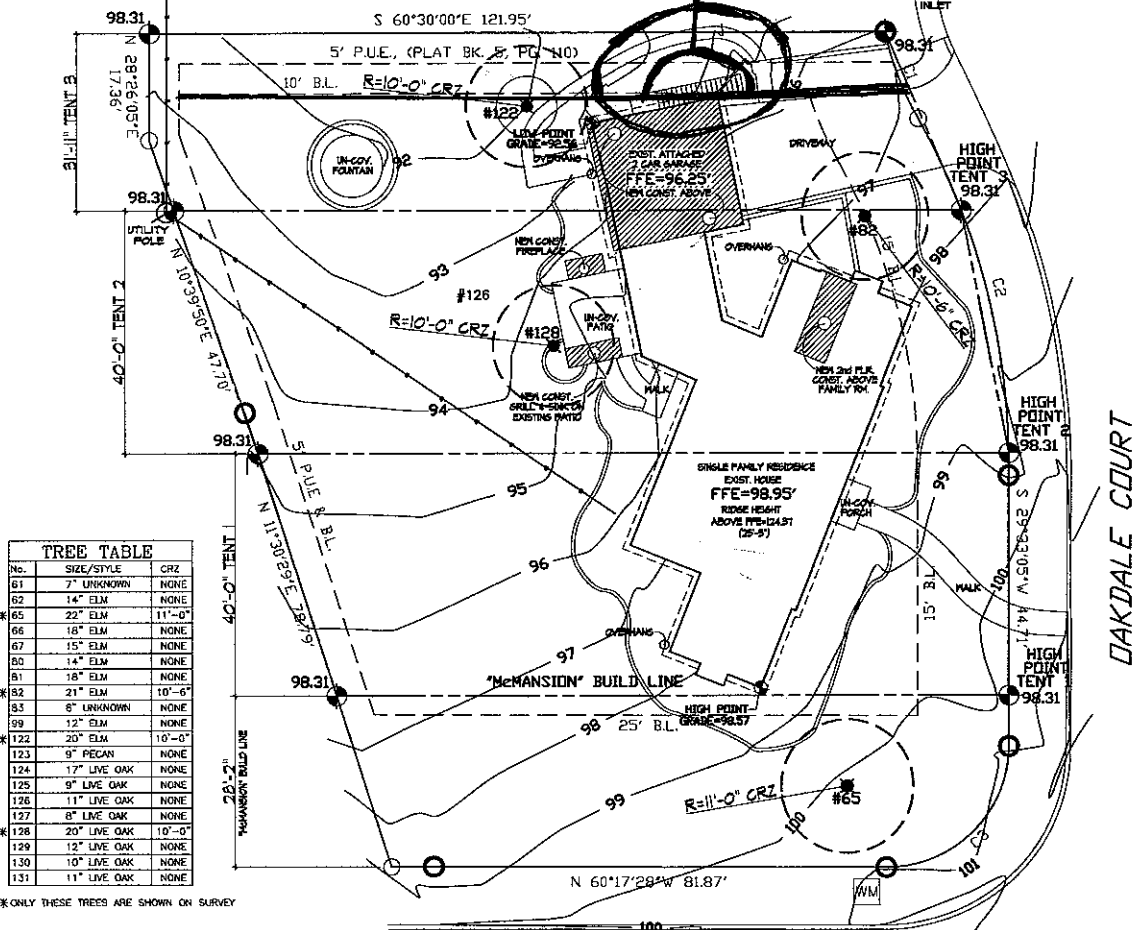 INLET
98.31
S 60°30'00"E 121.95'
98.31
5' P.U.E., (PLAT BK. 5, PG. 110)
10' B.L.
R=10'-0" CRZ
C1
N 28°26'05"E
17.36'
31'-11" TENT 3
#122
LOW POINT
GRADE=92.56
OVERHANG
92
UN-COV.
FOUNTAIN
EXIST. ATTACHED
2 CAR GARAGE
FFE=96.25'
NEW CONST. ABOVE
DRIVEWAY
HIGH
POINT
TENT 3
98.31
97
98.31
UTILITY
POLE
#82
15' B.L.
98
R=10'-6" CRZ
C2
NEW CONST.
FIREPLACE
OVERHANG
93
#126
N 10°39'50"E 47.70'
40'-0" TENT 2
R=10'-0" CRZ
#128
UN-COV.
PATIO
WALK
NEW 2nd FLR.
CONST. ABOVE
FAMILY RM.
NEW CONST.
GRILL & SINK ON
EXISTING PATIO
94
HIGH
POINT
TENT 2
98.31
98.31
5' P.U.E & B.L.
95
99
SINGLE FAMILY RESIDENCE
EXIST. HOUSE
FFE=98.95'
RIDGE HEIGHT
ABOVE FFE=124.37
(25'-5")
UN-COV.
PORCH
S 29°33'05"W 44.71'
OAKDALE COURT
N 11°30'29"E 78.79'
40'-0" TENT 1
96
100
WALK
15' B.L.
OVERHANG
97
HIGH
POINT
TENT
98.31
98.31
"McMANSION" BUILD LINE
HIGH POINT
GRADE=98.57
98
25' B.L.
28'-2"
"McMANSION" BUILD LINE
99
R=11'-0" CRZ
#65
100
C3
101
N 60°17'28"W 81.87'
WM
100
TREE TABLE
No. SIZE/STYLE CRZ
61 7" UNKNOWN NONE
62 14" ELM NONE
*65 22" ELM 11'-0"
66 18" ELM NONE
67 15" ELM NONE
80 14" ELM NONE
81 18" ELM NONE
*82 21" ELM 10'-6"
83 8" UNKNOWN NONE
99 12" ELM NONE
*122 20" ELM 10'-0"
123 9" PECAN NONE
124 17" LIVE OAK NONE
125 9" LIVE OAK NONE
126 11" LIVE OAK NONE
127 8" LIVE OAK NONE
*128 20" LIVE OAK 10'-0"
129 12" LIVE OAK NONE
130 10" LIVE OAK NONE
131 11" LIVE OAK NONE
*ONLY THESE TREES ARE SHOWN ON SURVEY